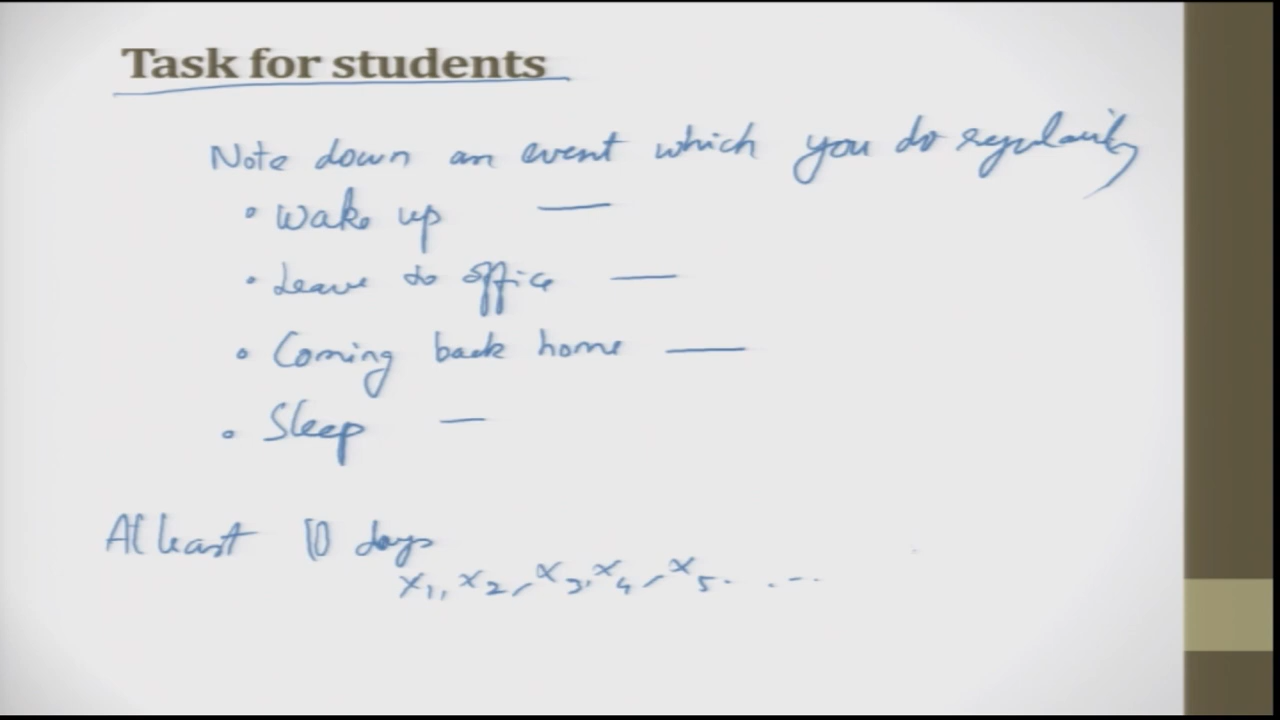 Task for students
Note down an event which you do regularly
• Wake up —
• Leave to office —
• Coming back home —
• Sleep —
At least 10 days
x1, x2, x3, x4, x5. . . .